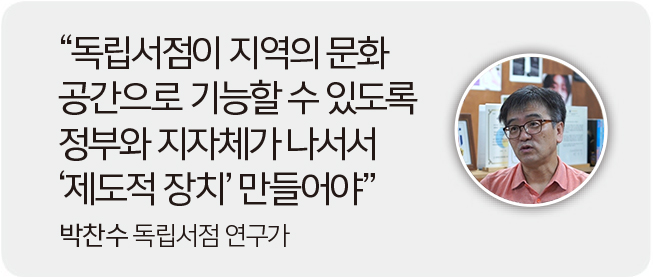 “독립서점이 지역의 문화
공간으로 기능할 수 있도록
정부와 지자체가 나서서
‘제도적 장치’ 만들어야”
박찬수 독립서점 연구가